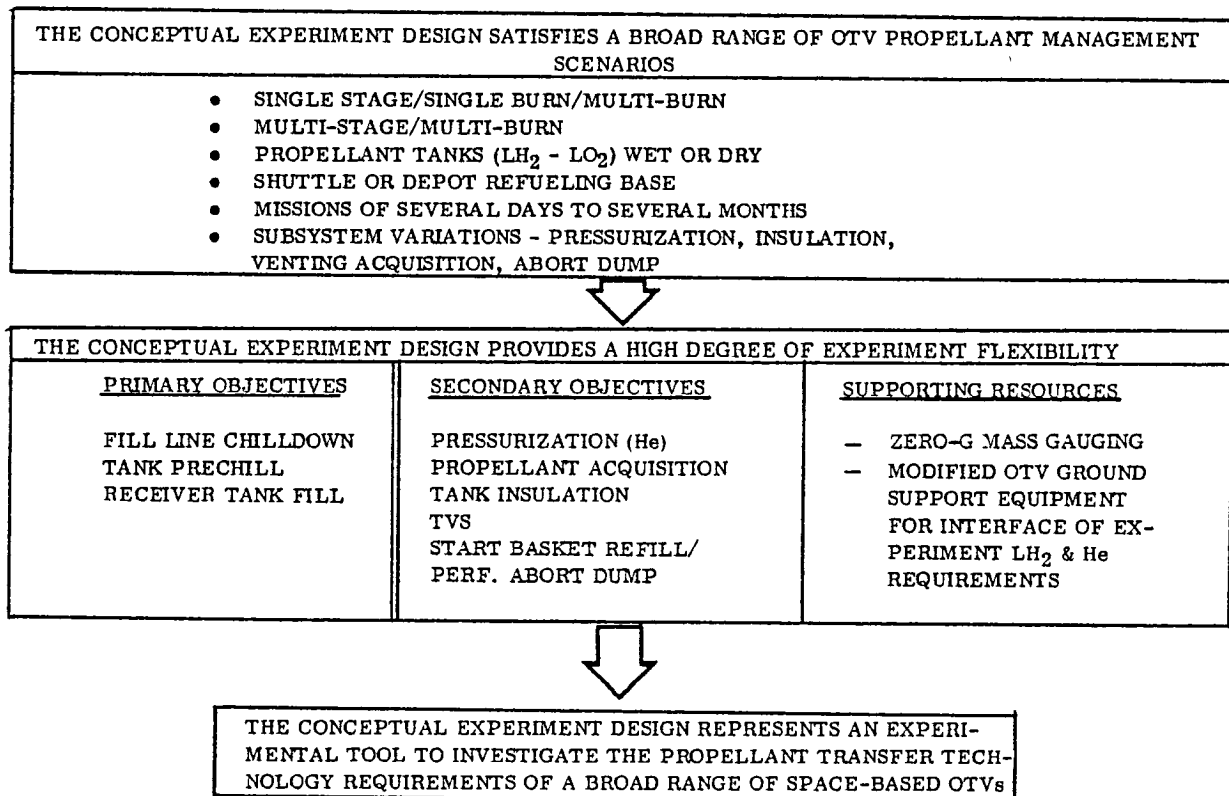 THE CONCEPTUAL EXPERIMENT DESIGN SATISFIES A BROAD RANGE OF OTV PROPELLANT MANAGEMENT
SCENARIOS
• SINGLE STAGE/SINGLE BURN/MULTI-BURN
• MULTI-STAGE/MULTI-BURN
• PROPELLANT TANKS (LH₂ - LO₂) WET OR DRY
• SHUTTLE OR DEPOT REFUELING BASE
• MISSIONS OF SEVERAL DAYS TO SEVERAL MONTHS
• SUBSYSTEM VARIATIONS - PRESSURIZATION, INSULATION,
VENTING ACQUISITION, ABORT DUMP
THE CONCEPTUAL EXPERIMENT DESIGN PROVIDES A HIGH DEGREE OF EXPERIMENT FLEXIBILITY
PRIMARY OBJECTIVES
FILL LINE CHILLDOWN
TANK PRECHILL
RECEIVER TANK FILL
SECONDARY OBJECTIVES
PRESSURIZATION (He)
PROPELLANT ACQUISITION
TANK INSULATION
TVS
START BASKET REFILL/
PERF. ABORT DUMP
SUPPORTING RESOURCES
— ZERO-G MASS GAUGING
— MODIFIED OTV GROUND
SUPPORT EQUIPMENT
FOR INTERFACE OF EX-
PERIMENT LH₂ & He
REQUIREMENTS
THE CONCEPTUAL EXPERIMENT DESIGN REPRESENTS AN EXPERI-
MENTAL TOOL TO INVESTIGATE THE PROPELLANT TRANSFER TECH-
NOLOGY REQUIREMENTS OF A BROAD RANGE OF SPACE-BASED OTVs